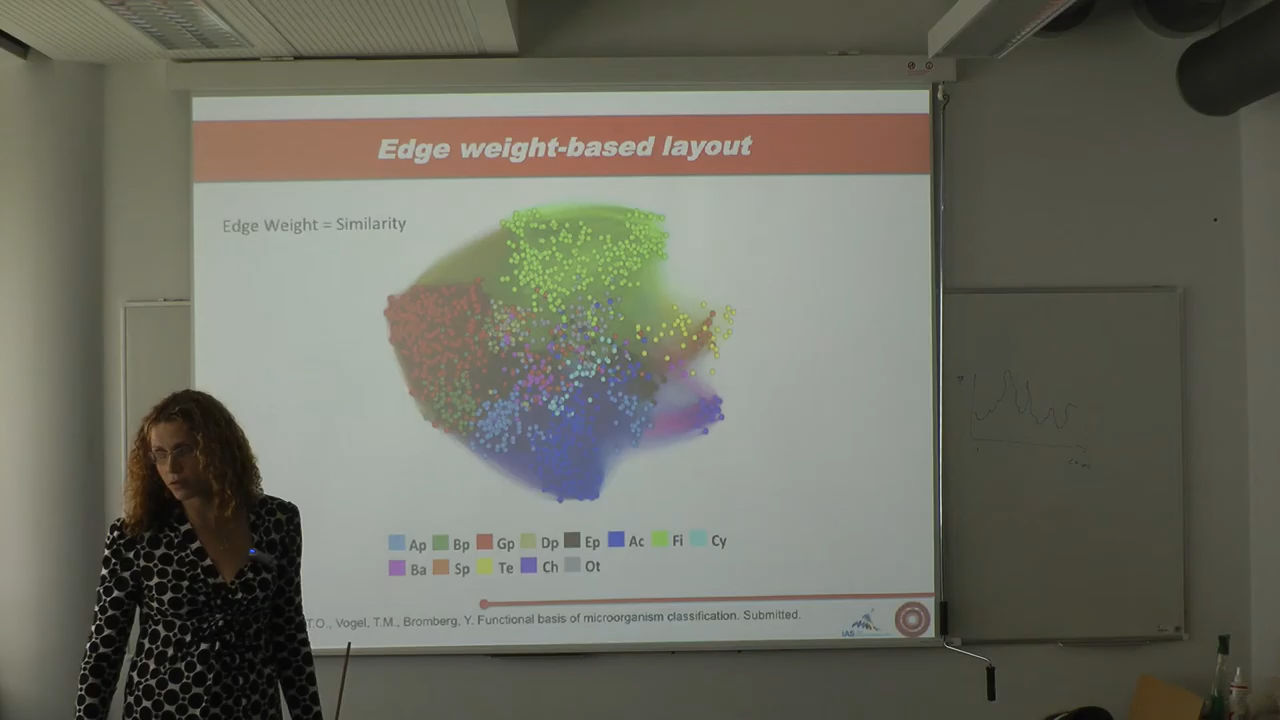 Edge weight-based layout
Edge Weight = Similarity
Ap Bp Gp Dp Ep Ac Fi Cy
Ba Sp Te Ch Ot
T.O., Vogel, T.M., Bromberg, Y. Functional basis of microorganism classification. Submitted.
IAS